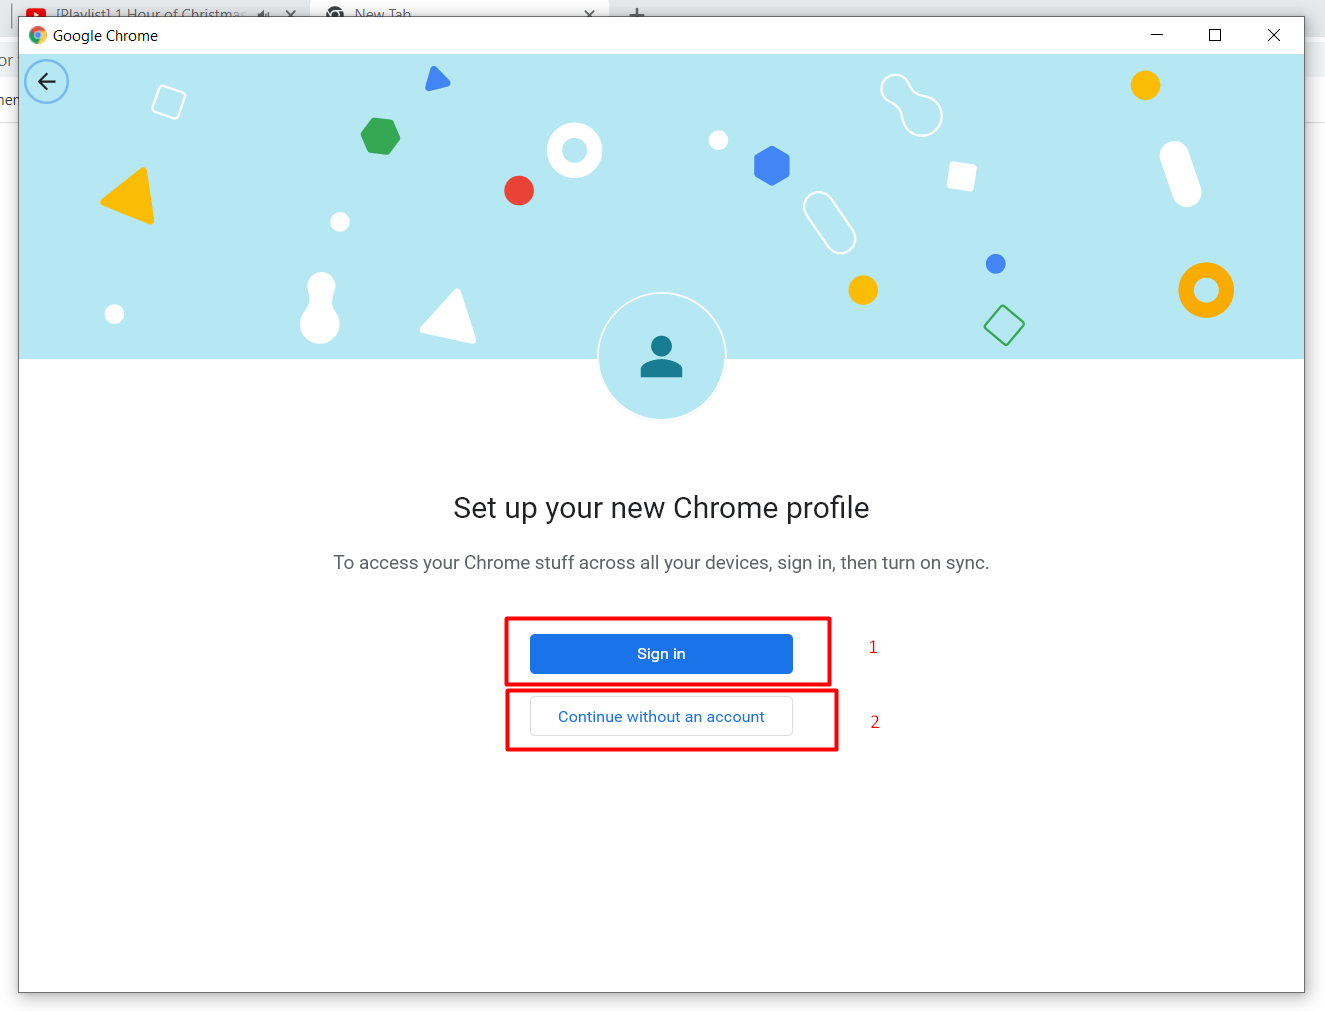 [Playlist] 1 Hour of Christmas
New Tab
Google Chrome
or
Set up your new Chrome profile
To access your Chrome stuff across all your devices, sign in, then turn on sync.
Sign in
1
Continue without an account
2